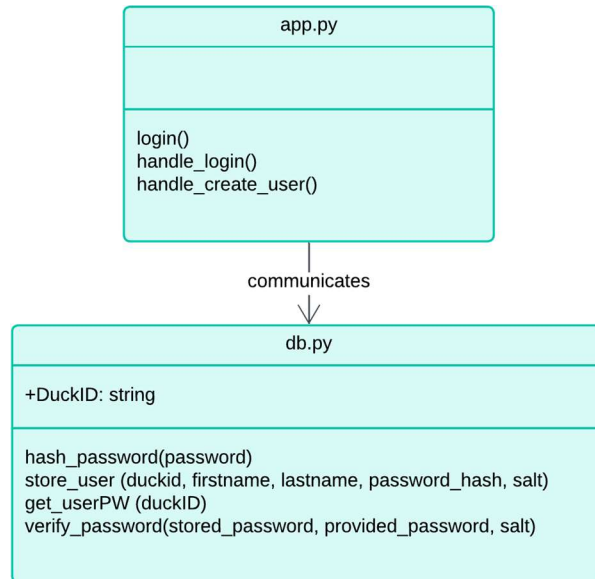 app.py
login()
handle_login()
handle_create_user()
communicates
db.py
+DuckID: string
hash_password(password)
store_user (duckid, firstname, lastname, password_hash, salt)
get_userPW (duckID)
verify_password(stored_password, provided_password, salt)